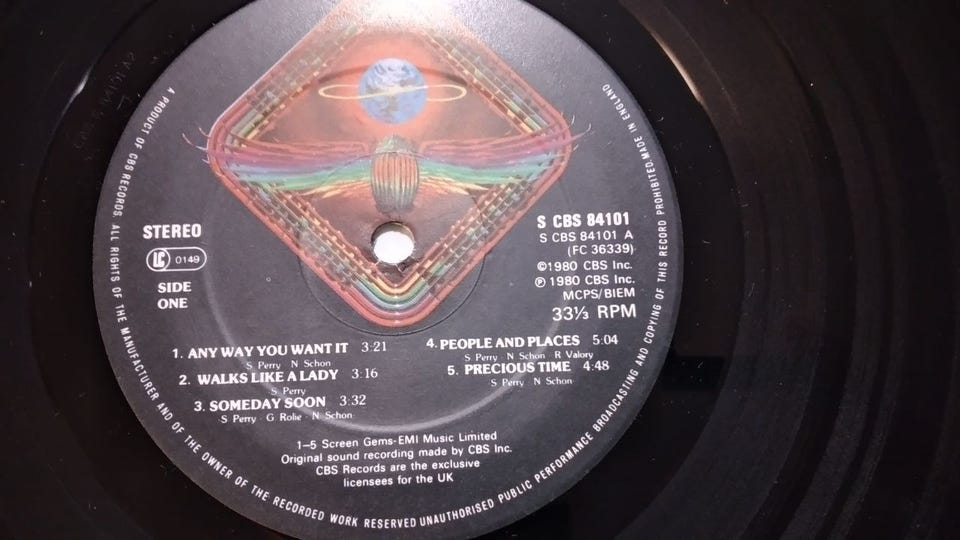 A PRODUCT OF CBS RECORDS. ALL RIGHTS OF THE MANUFACTURER AND OF THE OWNER OF THE RECORDED WORK RESERVED UNAUTHORISED PUBLIC PERFORMANCE BROADCASTING AND COPYING OF THIS RECORD PROHIBITED. MADE IN ENGLAND
STEREO
LC 0149
SIDE
ONE
S CBS 84101
S CBS 84101 A
(FC 36339)
©1980 CBS Inc.
℗ 1980 CBS Inc.
MCPS/BIEM
33⅓ RPM
1. ANY WAY YOU WANT IT 3:21
S Perry N Schon
2. WALKS LIKE A LADY 3:16
S Perry
3. SOMEDAY SOON 3:32
S Perry · G Rolie · N Schon
4. PEOPLE AND PLACES 5:04
S Perry N Schon R Valory
5. PRECIOUS TIME 4:48
S Perry N Schon
1–5 Screen Gems-EMI Music Limited
Original sound recording made by CBS Inc.
CBS Records are the exclusive
licensees for the UK